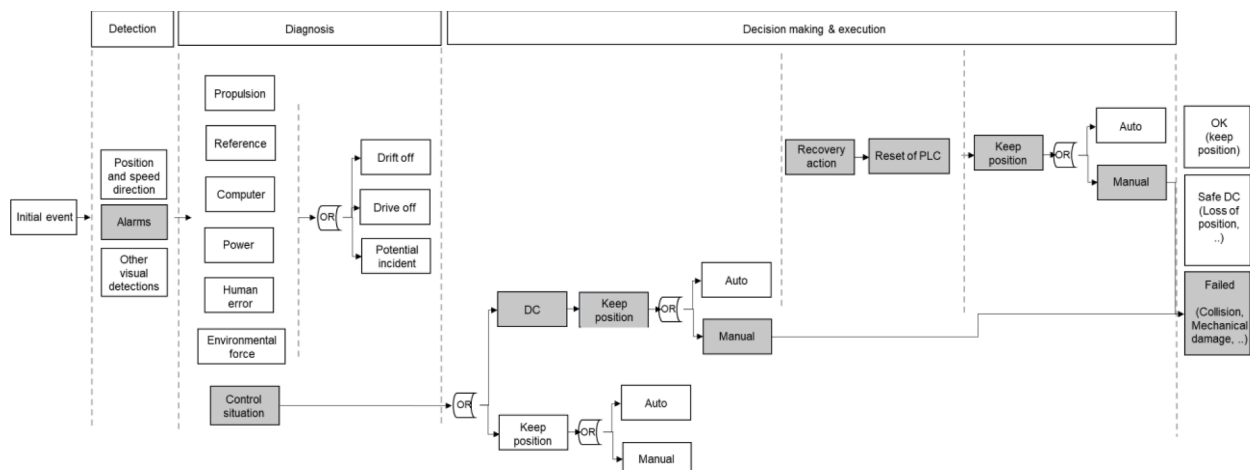 Detection
Diagnosis
Decision making & execution
Initial event
Position
and speed
direction
Alarms
Other
visual
detections
Propulsion
Reference
Computer
Power
Human
error
Environmental
force
Control
situation
OR
Drift off
Drive off
Potential
incident
OR
DC
Keep
position
OR
Auto
Manual
Keep
position
OR
Auto
Manual
Recovery
action
Reset of PLC
Keep
position
OR
Auto
Manual
OK
(keep
position)
Safe DC
(Loss of
position,
..)
Failed
(Collision,
Mechanical
damage, ..)